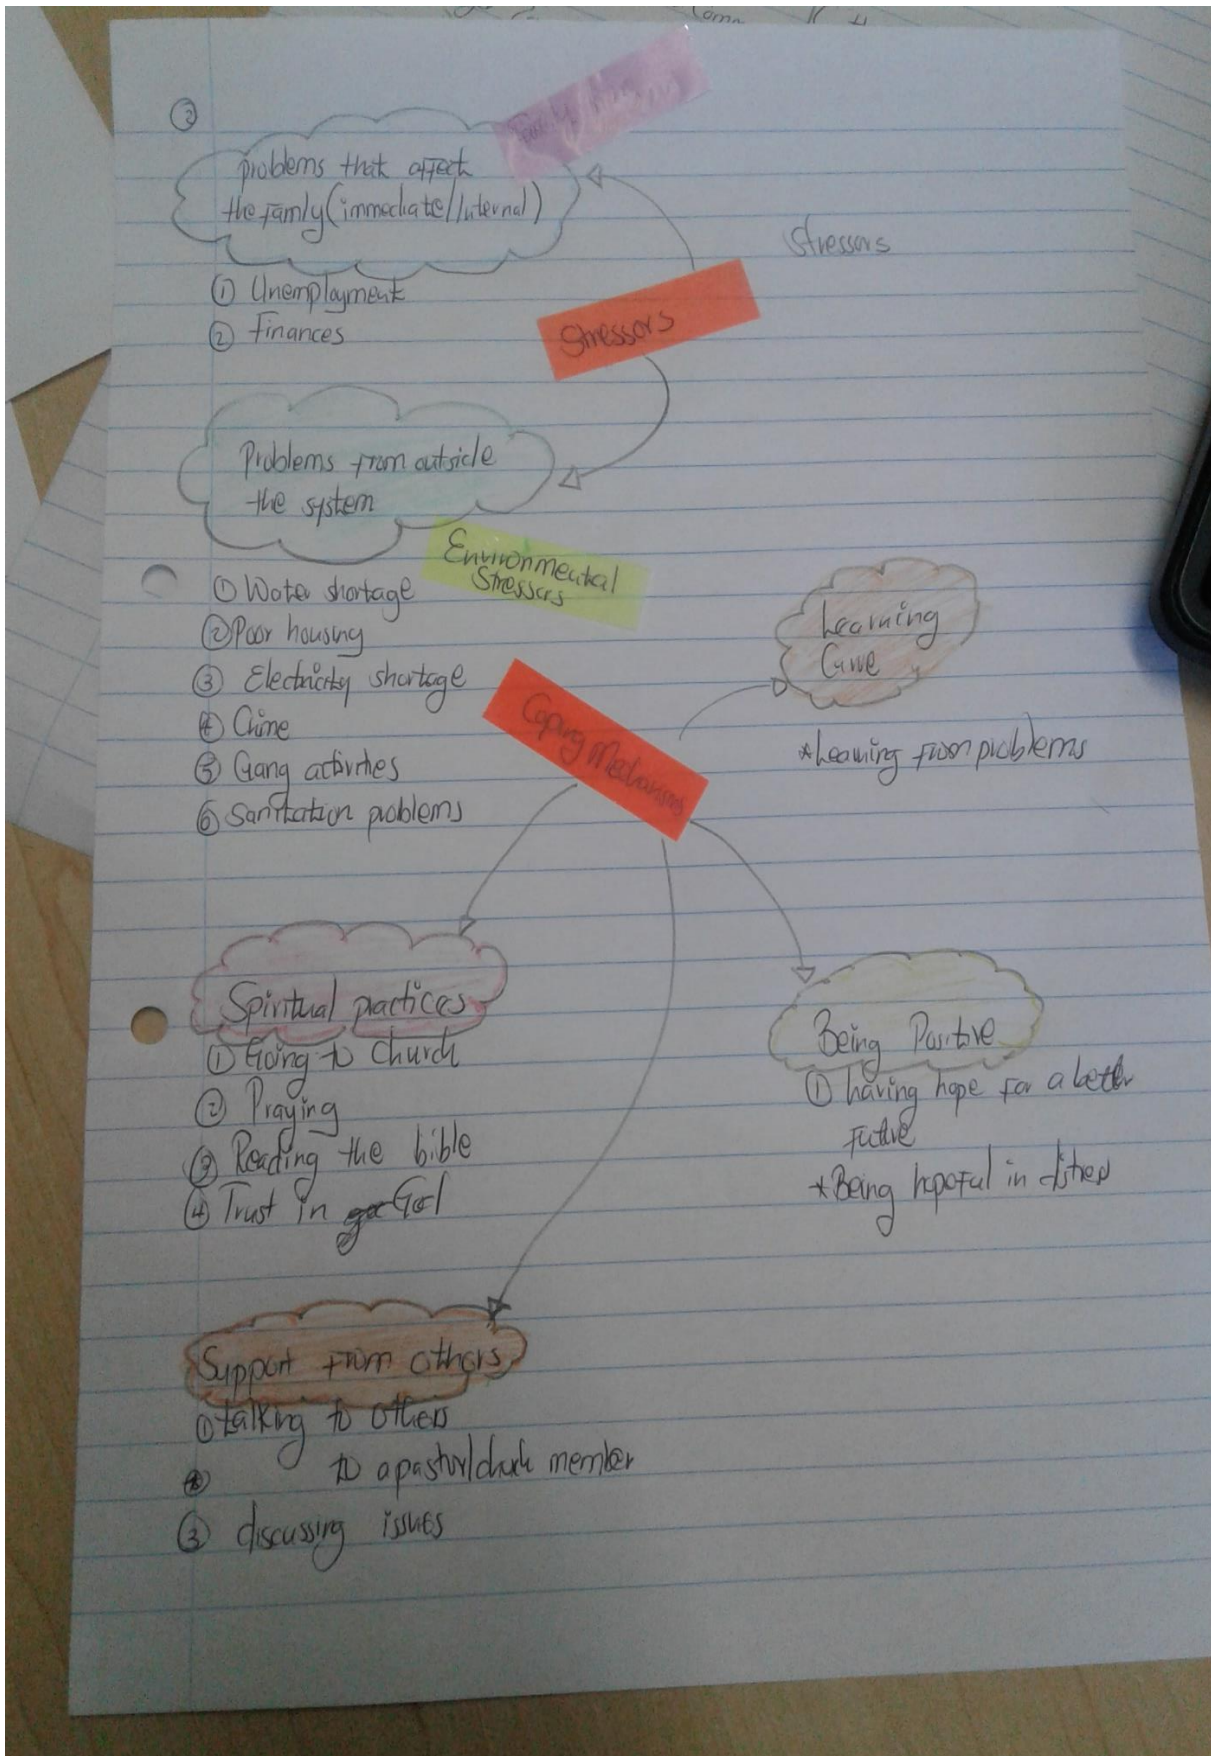 ②
problems that affect
the family (immediate/Internal)
① Unemployment
② Finances
Stressors
Stressors
Problems from outside
the system
Environmental
Stressors
① Water shortage
② Poor housing
③ Electricity shortage
④ Crime
⑤ Gang activities
⑥ Sanitation problems
Coping Mechanisms
Learning
Curve
*Learning from problems
Spiritual practices
① Going to church
② Praying
③ Reading the bible
④ Trust in God
Being Positive
① having hope for a better
future
*Being hopeful in
Support from others
① talking to others
to a pastor/church member
③ discussing issues